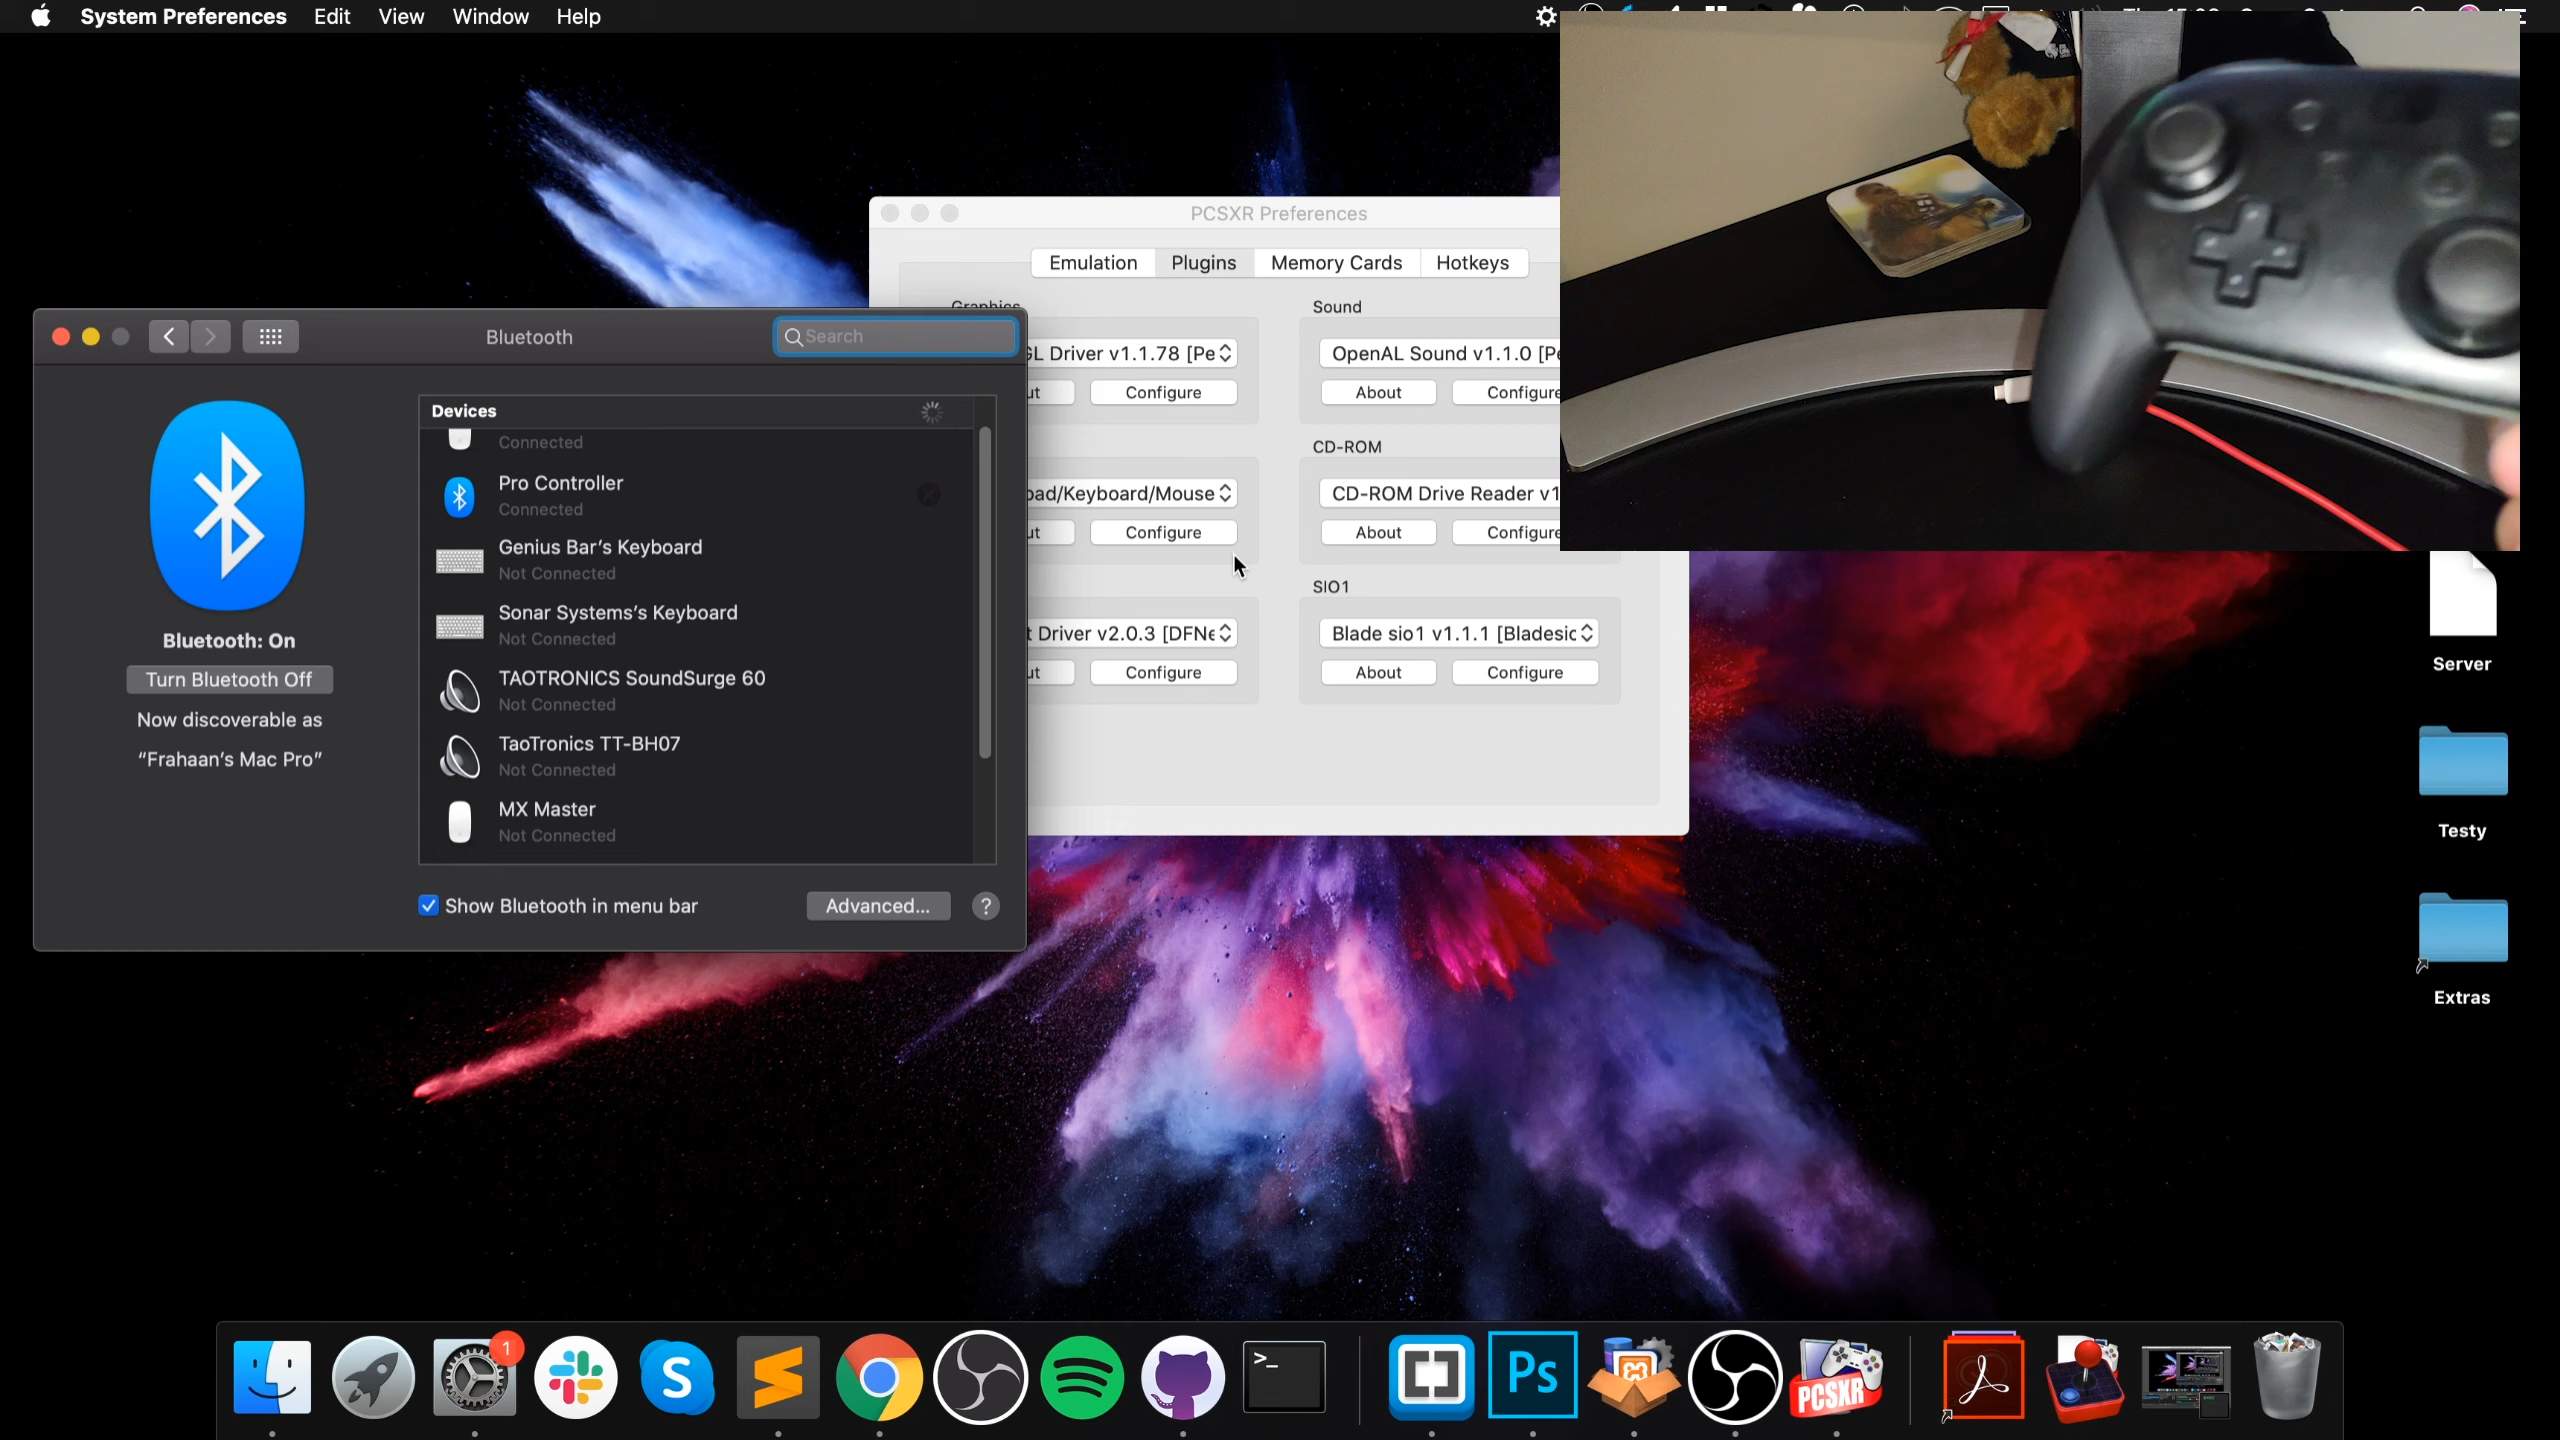 System Preferences Edit View Window Help
PCSXR Preferences
Emulation Plugins Memory Cards Hotkeys
Graphics
Sound
GL Driver v1.1.78 [Pe
OpenAL Sound v1.1.0 [Pe
Configure
About
Configure
CD-ROM
pad/Keyboard/Mouse
CD-ROM Drive Reader v1
Configure
About
Configure
SIO1
t Driver v2.0.3 [DFNe
Blade sio1 v1.1.1 [Bladesic
Configure
About
Configure
Bluetooth
Search
Bluetooth: On
Turn Bluetooth Off
Now discoverable as
“Frahaan’s Mac Pro”
Devices
Connected
Pro Controller
Connected
Genius Bar’s Keyboard
Not Connected
Sonar Systems’s Keyboard
Not Connected
TAOTRONICS SoundSurge 60
Not Connected
TaoTronics TT-BH07
Not Connected
MX Master
Not Connected
Show Bluetooth in menu bar
Advanced...
?
Server
Testy
Extras
1
S
>_
Ps
PCSXR